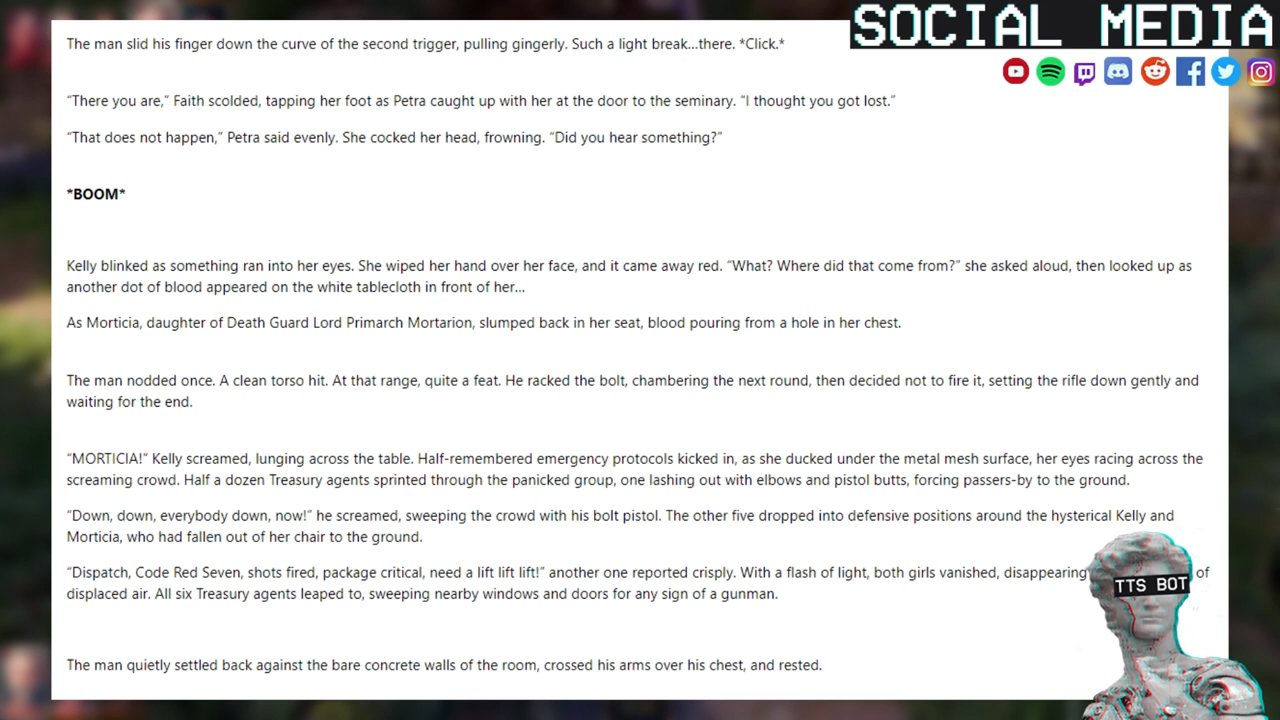 SOCIAL MEDIA
The man slid his finger down the curve of the second trigger, pulling gingerly. Such a light break...there. *Click.*
“There you are,” Faith scolded, tapping her foot as Petra caught up with her at the door to the seminary. “I thought you got lost.”
“That does not happen,” Petra said evenly. She cocked her head, frowning. “Did you hear something?”
*BOOM*
Kelly blinked as something ran into her eyes. She wiped her hand over her face, and it came away red. “What? Where did that come from?” she asked aloud, then looked up as
another dot of blood appeared on the white tablecloth in front of her...
As Morticia, daughter of Death Guard Lord Primarch Mortarion, slumped back in her seat, blood pouring from a hole in her chest.
The man nodded once. A clean torso hit. At that range, quite a feat. He racked the bolt, chambering the next round, then decided not to fire it, setting the rifle down gently and
waiting for the end.
“MORTICIA!” Kelly screamed, lunging across the table. Half-remembered emergency protocols kicked in, as she ducked under the metal mesh surface, her eyes racing across the
screaming crowd. Half a dozen Treasury agents sprinted through the panicked group, one lashing out with elbows and pistol butts, forcing passers-by to the ground.
“Down, down, everybody down, now!” he screamed, sweeping the crowd with his bolt pistol. The other five dropped into defensive positions around the hysterical Kelly and
Morticia, who had fallen out of her chair to the ground.
“Dispatch, Code Red Seven, shots fired, package critical, need a lift lift lift!” another one reported crisply. With a flash of light, both girls vanished, disappearing of
displaced air. All six Treasury agents leaped to, sweeping nearby windows and doors for any sign of a gunman.
TTS BOT
The man quietly settled back against the bare concrete walls of the room, crossed his arms over his chest, and rested.